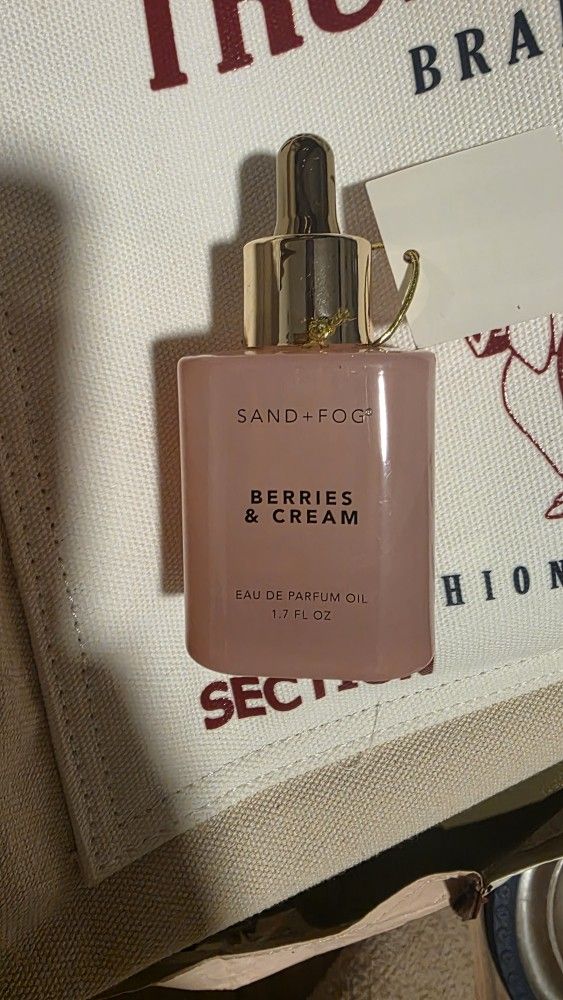 BRA
SAND+FOG®
BERRIES
& CREAM
EAU DE PARFUM OIL
1.7 FL OZ
HION
SECTION